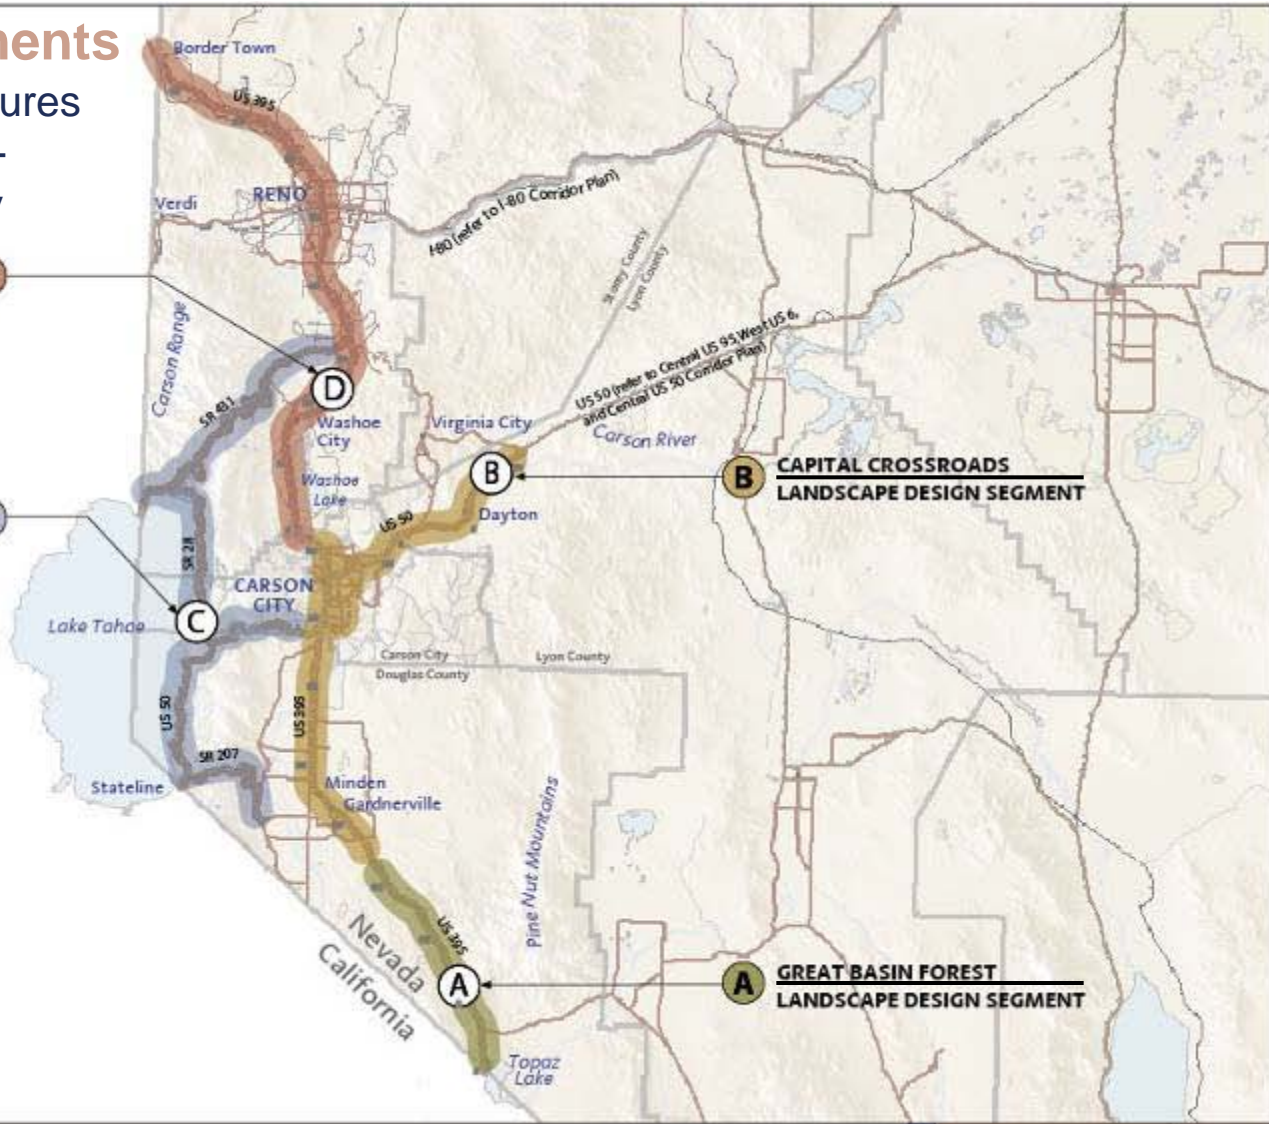 ments
Border Town
ures
US 395
-
y
RENO
Verdi
I-80 (refer to I-80 Corridor Plan)
Storey County
Lyon County
Carson Range
US 50 (refer to Central US 95, West US 6,
and Central US 50 Corridor Plan)
D
SR 431
Washoe
City
Virginia City
Carson River
Washoe
Lake
B
B
CAPITAL CROSSROADS
LANDSCAPE DESIGN SEGMENT
US 50
Dayton
SR 28
CARSON
CITY
C
Lake Tahoe
Carson City
Douglas County
Lyon County
US 50
US 395
SR 207
Stateline
Minden
Gardnerville
Pine Nut Mountains
US 395
Nevada
California
A
A
GREAT BASIN FOREST
LANDSCAPE DESIGN SEGMENT
Topaz
Lake